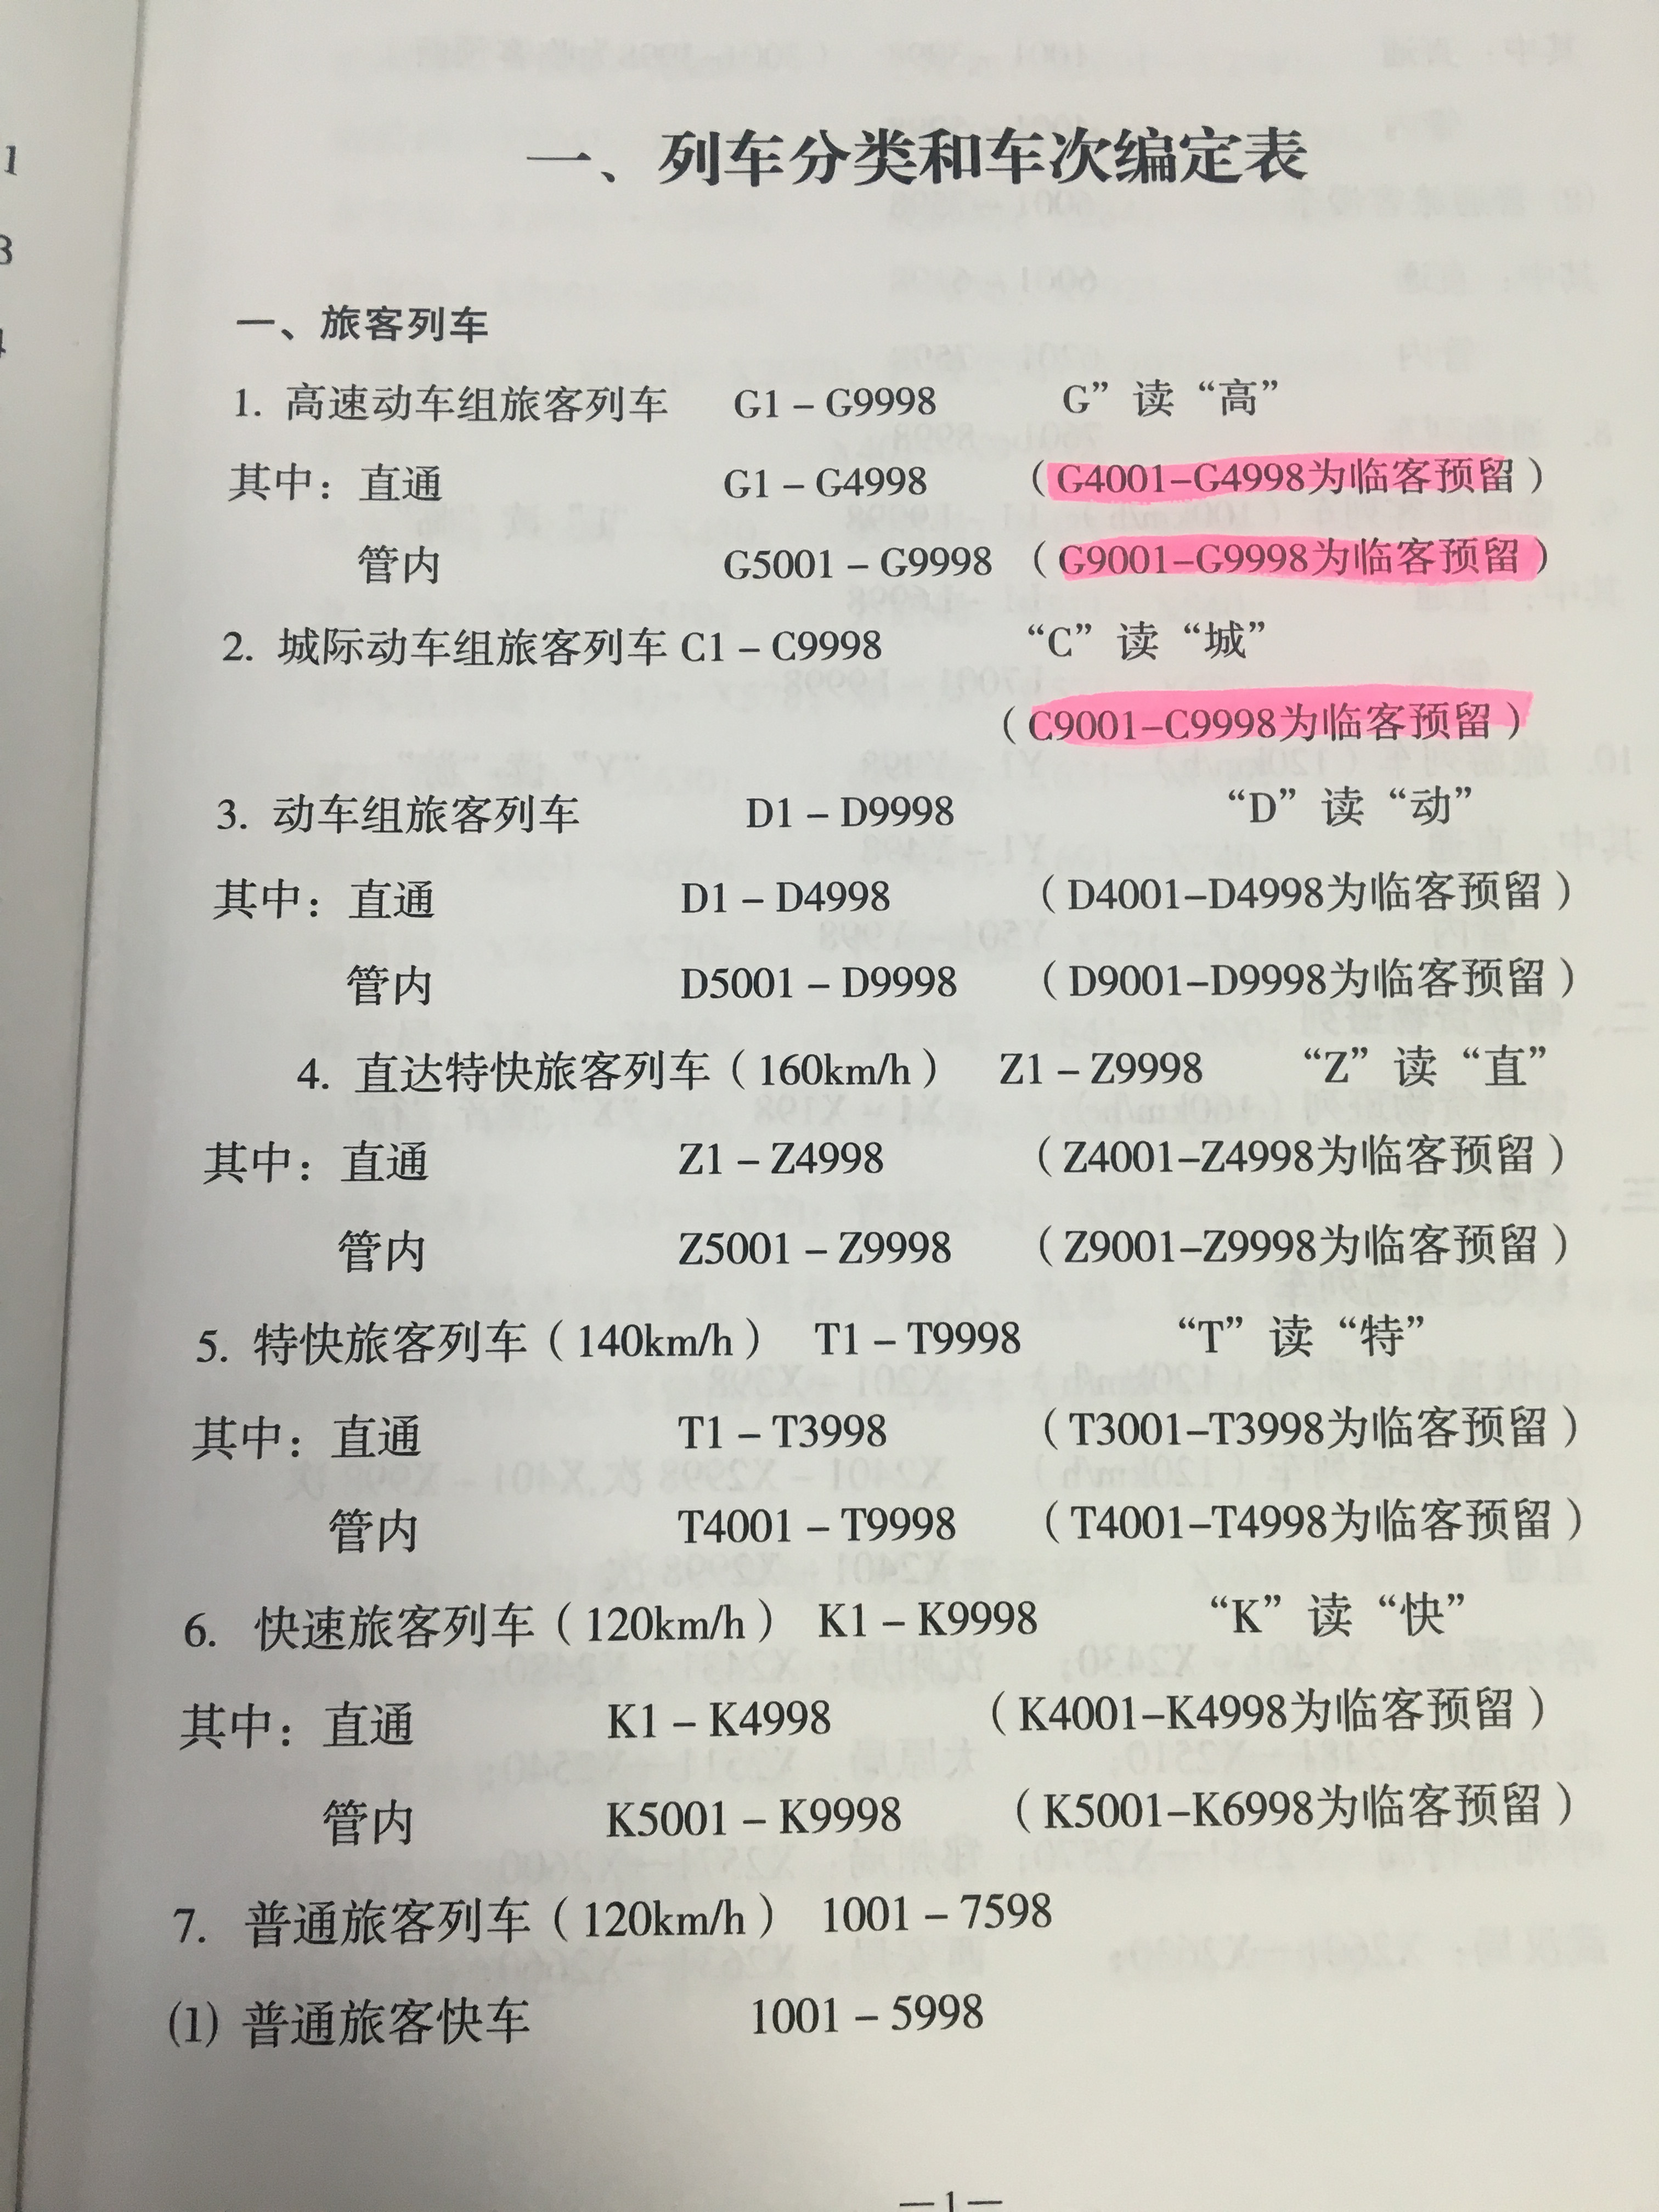 一、列车分类和车次编定表
一、旅客列车
1. 高速动车组旅客列车 G1－G9998 G” 读 “高”
其中：直通 G1－G4998 （G4001-G4998为临客预留）
管内 G5001－G9998 （G9001-G9998为临客预留）
2. 城际动车组旅客列车 C1－C9998 “C” 读 “城”
（C9001-C9998为临客预留）
3. 动车组旅客列车 D1－D9998 “D” 读 “动”
其中：直通 D1－D4998 （D4001-D4998为临客预留）
管内 D5001－D9998 （D9001-D9998为临客预留）
4. 直达特快旅客列车（160km/h） Z1－Z9998 “Z” 读 “直”
其中：直通 Z1－Z4998 （Z4001-Z4998为临客预留）
管内 Z5001－Z9998 （Z9001-Z9998为临客预留）
5. 特快旅客列车（140km/h） T1－T9998 “T” 读 “特”
其中：直通 T1－T3998 （T3001-T3998为临客预留）
管内 T4001－T9998 （T4001-T4998为临客预留）
6. 快速旅客列车（120km/h） K1－K9998 “K” 读 “快”
其中：直通 K1－K4998 （K4001-K4998为临客预留）
管内 K5001－K9998 （K5001-K6998为临客预留）
7. 普通旅客列车（120km/h） 1001－7598
(1) 普通旅客快车 1001－5998
—1—